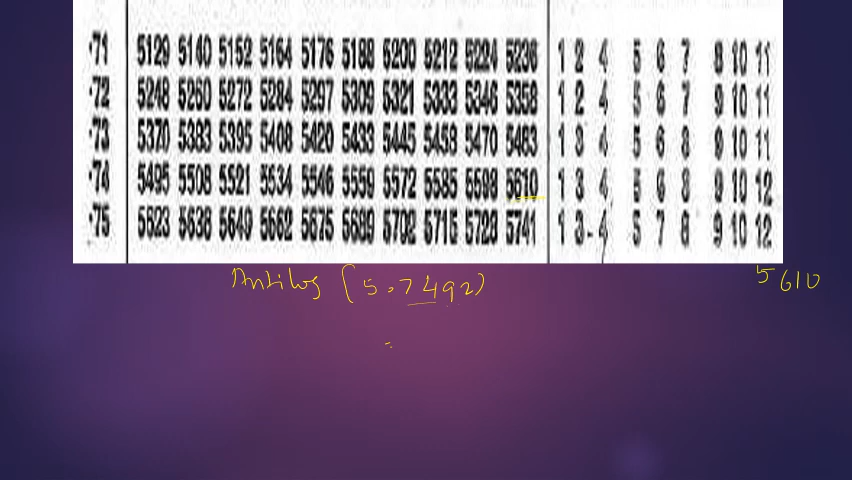 ·71 5129 5140 5152 5164 5176 5188 5200 5212 5224 5236 1 2 4 5 6 7 8 10 11
·72 5248 5260 5272 5284 5297 5309 5321 5333 5346 5358 1 2 4 5 6 7 9 10 11
·73 5370 5383 5395 5408 5420 5433 5445 5458 5470 5483 1 3 4 5 6 8 9 10 11
·74 5495 5508 5521 5534 5546 5559 5572 5585 5598 5610 1 3 4 5 6 8 9 10 12
·75 5623 5636 5649 5662 5675 5689 5702 5715 5728 5741 1 3 4 5 7 8 9 10 12
Antilog (5.7492) 5610
=